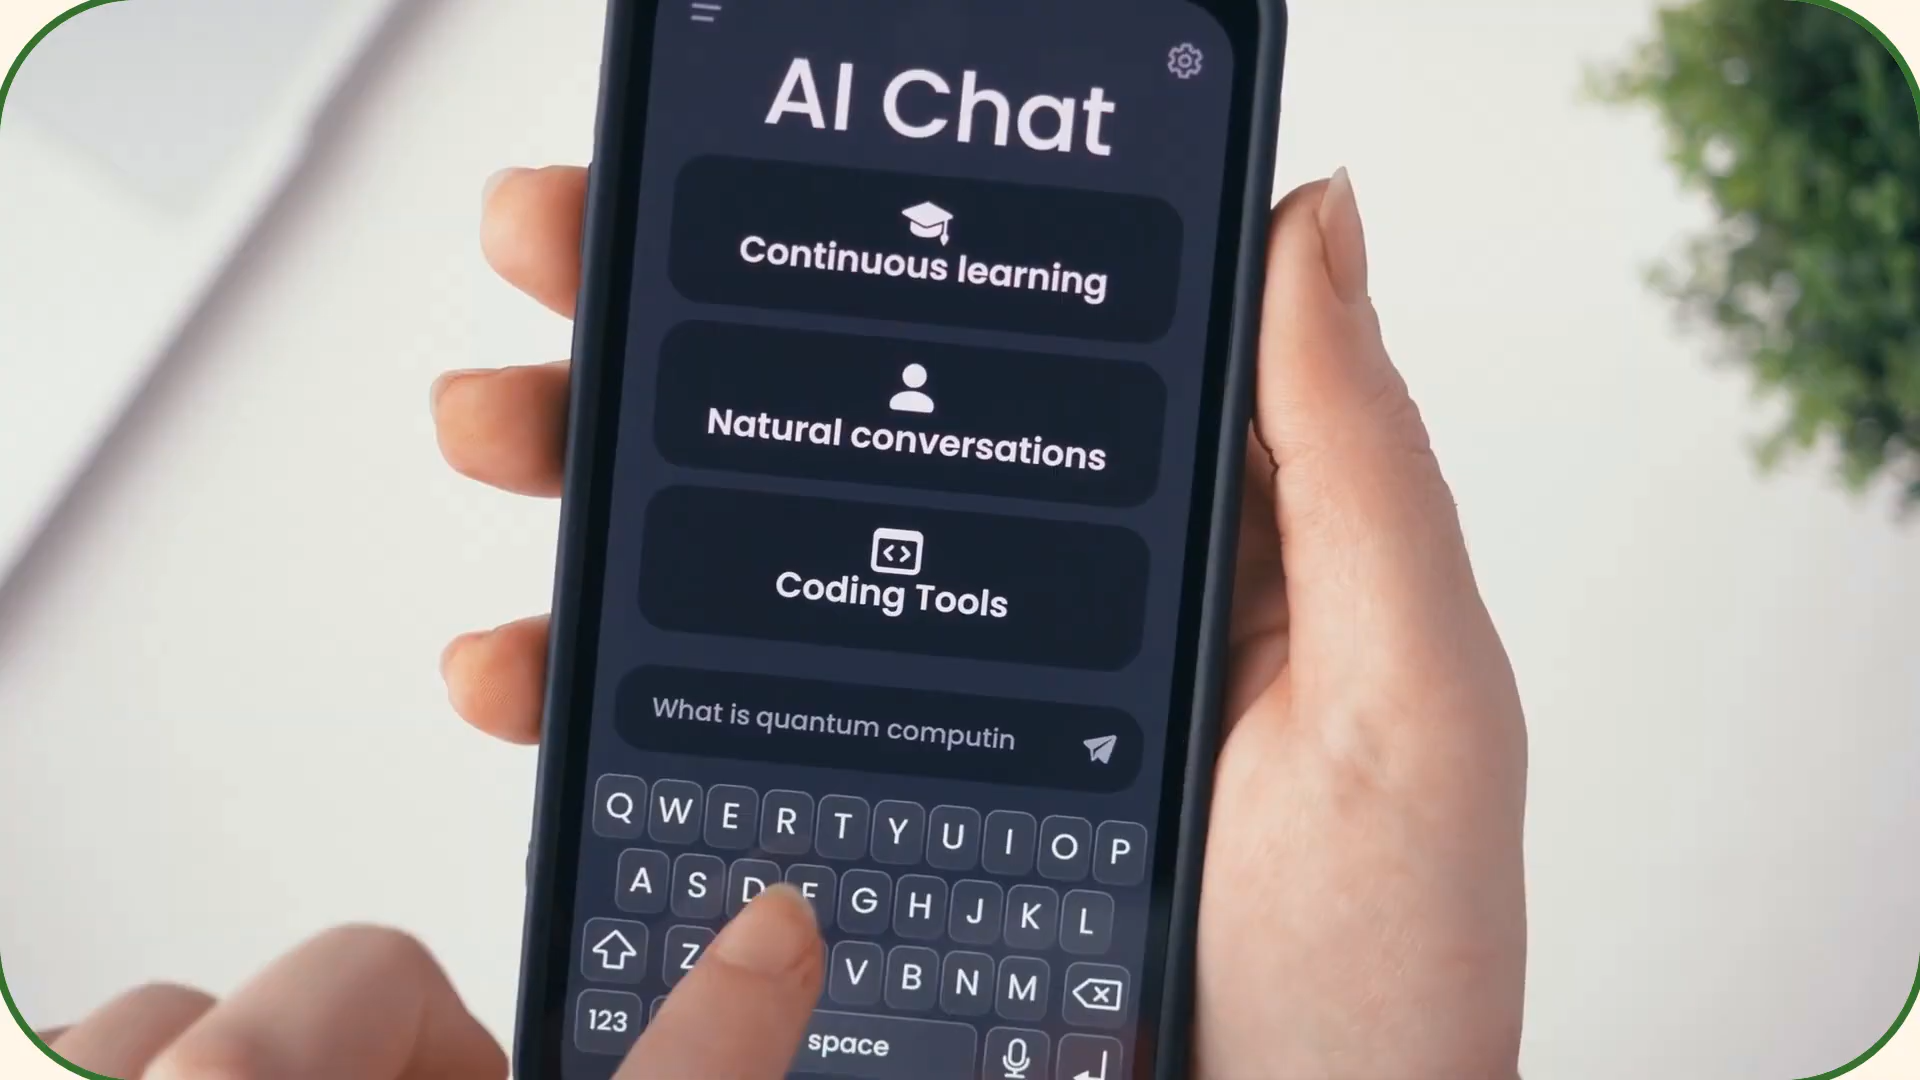 AI Chat
Continuous learning
Natural conversations
Coding Tools
What is quantum computin
Q W E R T Y U I O P
A S D F G H J K L
Z V B N M
123 space